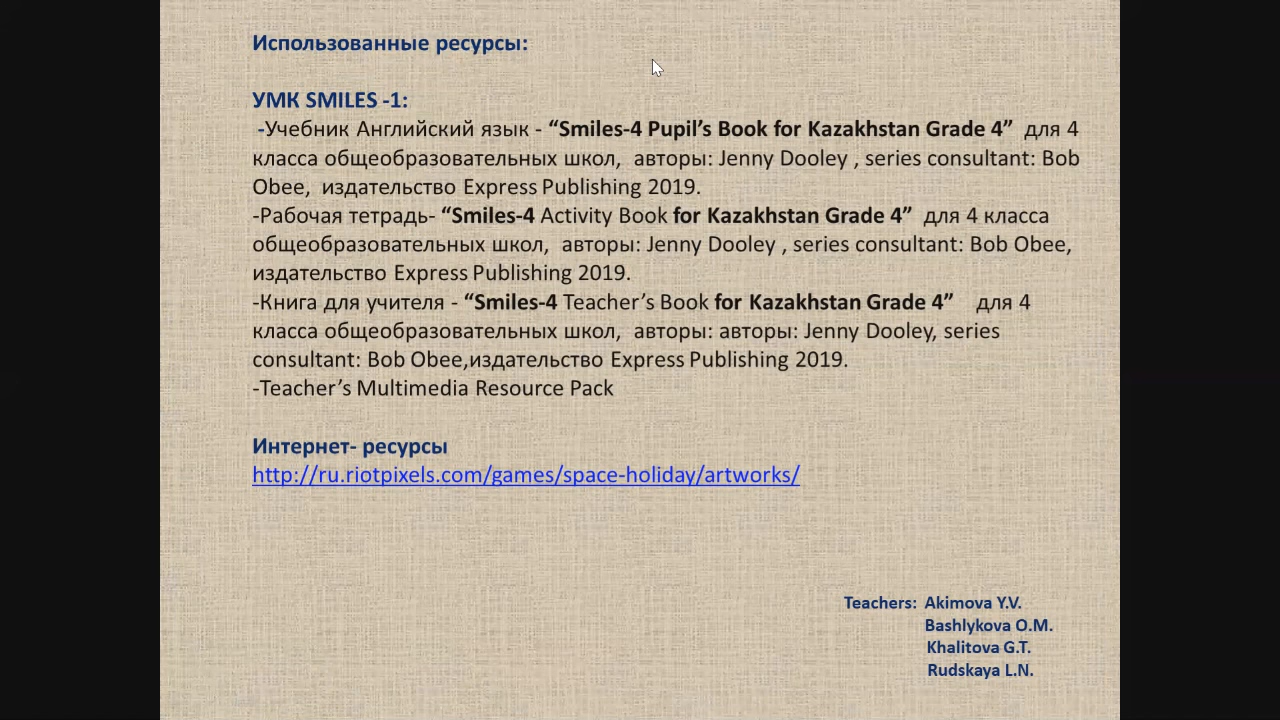 Использованные ресурсы:
УМК SMILES -1:
-Учебник Английский язык - “Smiles-4 Pupil’s Book for Kazakhstan Grade 4” для 4
класса общеобразовательных школ, авторы: Jenny Dooley , series consultant: Bob
Obee, издательство Express Publishing 2019.
-Рабочая тетрадь- “Smiles-4 Activity Book for Kazakhstan Grade 4” для 4 класса
общеобразовательных школ, авторы: Jenny Dooley , series consultant: Bob Obee,
издательство Express Publishing 2019.
-Книга для учителя - “Smiles-4 Teacher’s Book for Kazakhstan Grade 4” для 4
класса общеобразовательных школ, авторы: авторы: Jenny Dooley, series
consultant: Bob Obee,издательство Express Publishing 2019.
-Teacher’s Multimedia Resource Pack
Интернет- ресурсы
http://ru.riotpixels.com/games/space-holiday/artworks/
Teachers: Akimova Y.V.
Bashlykova O.M.
Khalitova G.T.
Rudskaya L.N.